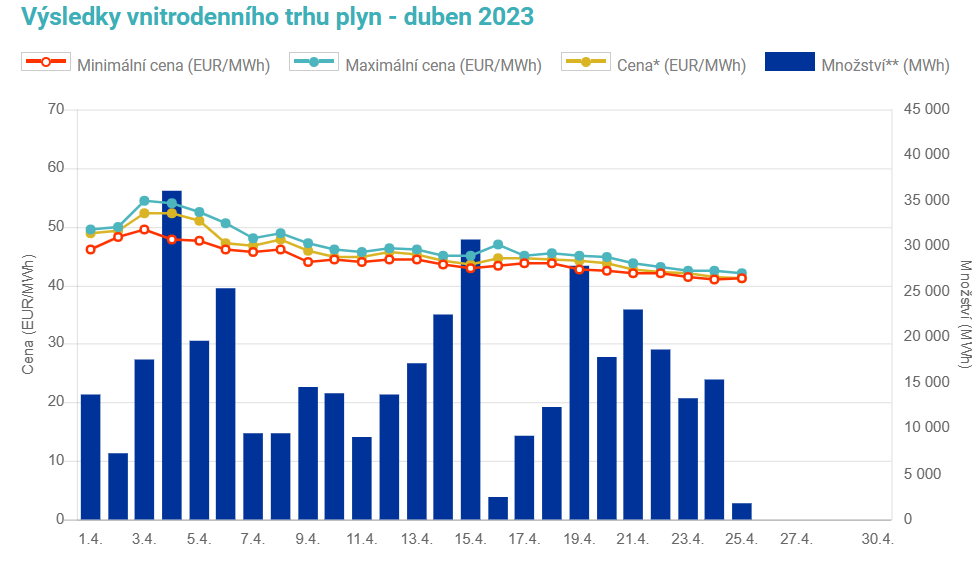 Výsledky vnitrodenního trhu plyn - duben 2023
Minimální cena (EUR/MWh) Maximální cena (EUR/MWh) Cena* (EUR/MWh) Množství** (MWh)
70 45 000
40 000
60
35 000
50
30 000
40
25 000
20 000
30
15 000
20
10 000
10
5 000
0 0
Cena (EUR/MWh)
Množství (MWh)
1.4. 3.4. 5.4. 7.4. 9.4. 11.4. 13.4. 15.4. 17.4. 19.4. 21.4. 23.4. 25.4. 27.4. 30.4.